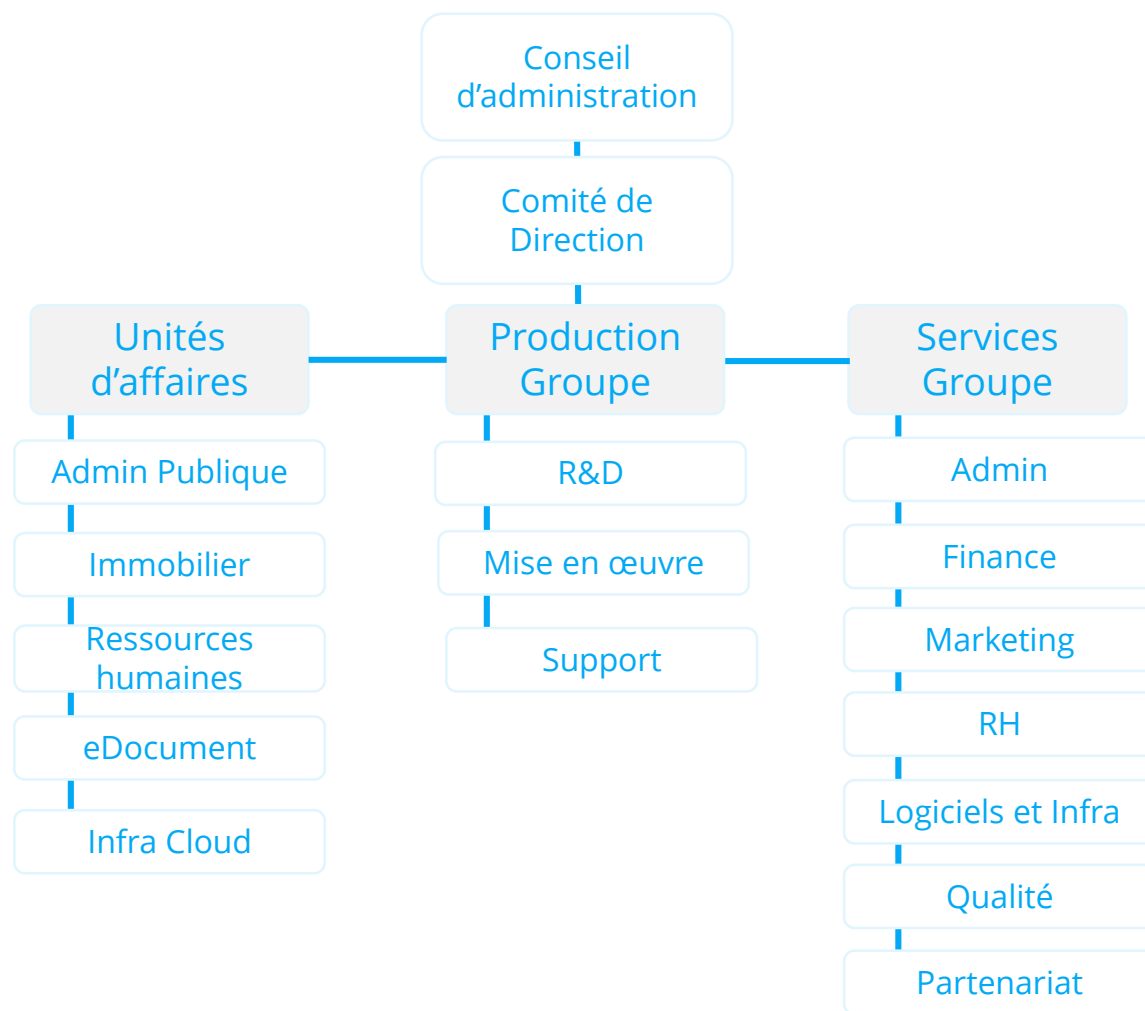 Conseil
d’administration
Comité de
Direction
Unités
d’affaires
Production
Groupe
Services
Groupe
Admin Publique
Immobilier
Ressources
humaines
eDocument
Infra Cloud
R&D
Mise en œuvre
Support
Admin
Finance
Marketing
RH
Logiciels et Infra
Qualité
Partenariat